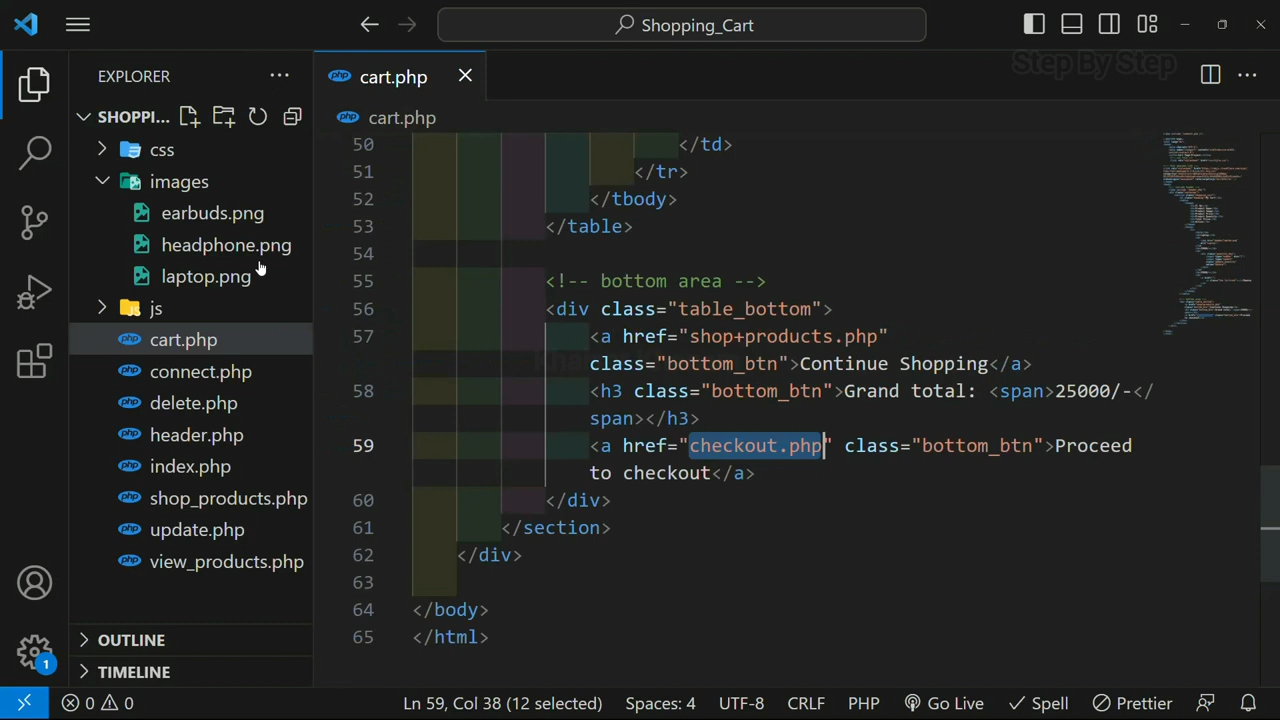 Shopping_Cart
EXPLORER
cart.php
Step By Step
SHOPPI...
cart.php
css
images
earbuds.png
headphone.png
laptop.png
js
cart.php
connect.php
delete.php
header.php
index.php
shop_products.php
update.php
view_products.php
OUTLINE
TIMELINE
50 </td>
51 </tr>
52 </tbody>
53 </table>
54
55 <!-- bottom area -->
56 <div class="table_bottom">
57 <a href="shop+products.php"
class="bottom_btn">Continue Shopping</a>
58 <h3 class="bottom_btn">Grand total: <span>25000/-</
span></h3>
59 <a href="checkout.php" class="bottom_btn">Proceed
to checkout</a>
60 </div>
61 </section>
62 </div>
63
64 </body>
65 </html>
1
0 0 Ln 59, Col 38 (12 selected) Spaces: 4 UTF-8 CRLF PHP Go Live Spell Prettier